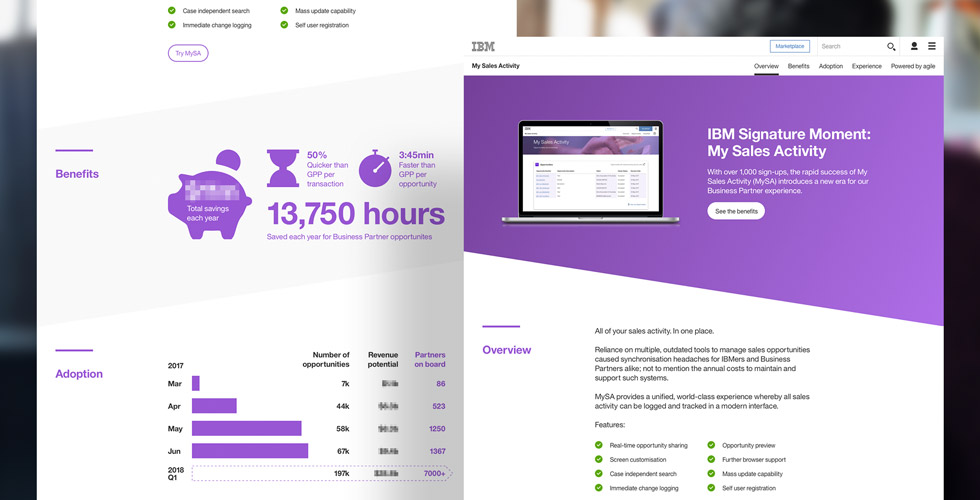 Case independent search
Mass update capability
Immediate change logging
Self user registration
Try MySA
Benefits
Total savings
each year
50%
Quicker than
GPP per
transaction
3:45min
Faster than
GPP per
opportunity
13,750 hours
Saved each year for Business Partner opportunites
Adoption
2017
Number of
opportunities
Revenue
potential
Partners
on board
Mar 7k 86
Apr 44k 523
May 58k 1250
Jun 67k 1367
2018
Q1 197k 7000+
IBM
Marketplace
Search
My Sales Activity
Overview Benefits Adoption Experience Powered by agile
My Sales Activity
IBM Signature Moment:
My Sales Activity
With over 1,000 sign-ups, the rapid success of My
Sales Activity (MySA) introduces a new era for our
Business Partner experience.
See the benefits
Overview
All of your sales activity. In one place.
Reliance on multiple, outdated tools to manage sales opportunities
caused synchronisation headaches for IBMers and Business
Partners alike; not to mention the annual costs to maintain and
support such systems.
MySA provides a unified, world-class experience whereby all sales
activity can be logged and tracked in a modern interface.
Features:
Real-time opportunity sharing
Opportunity preview
Screen customisation
Further browser support
Case independent search
Mass update capability
Immediate change logging
Self user registration